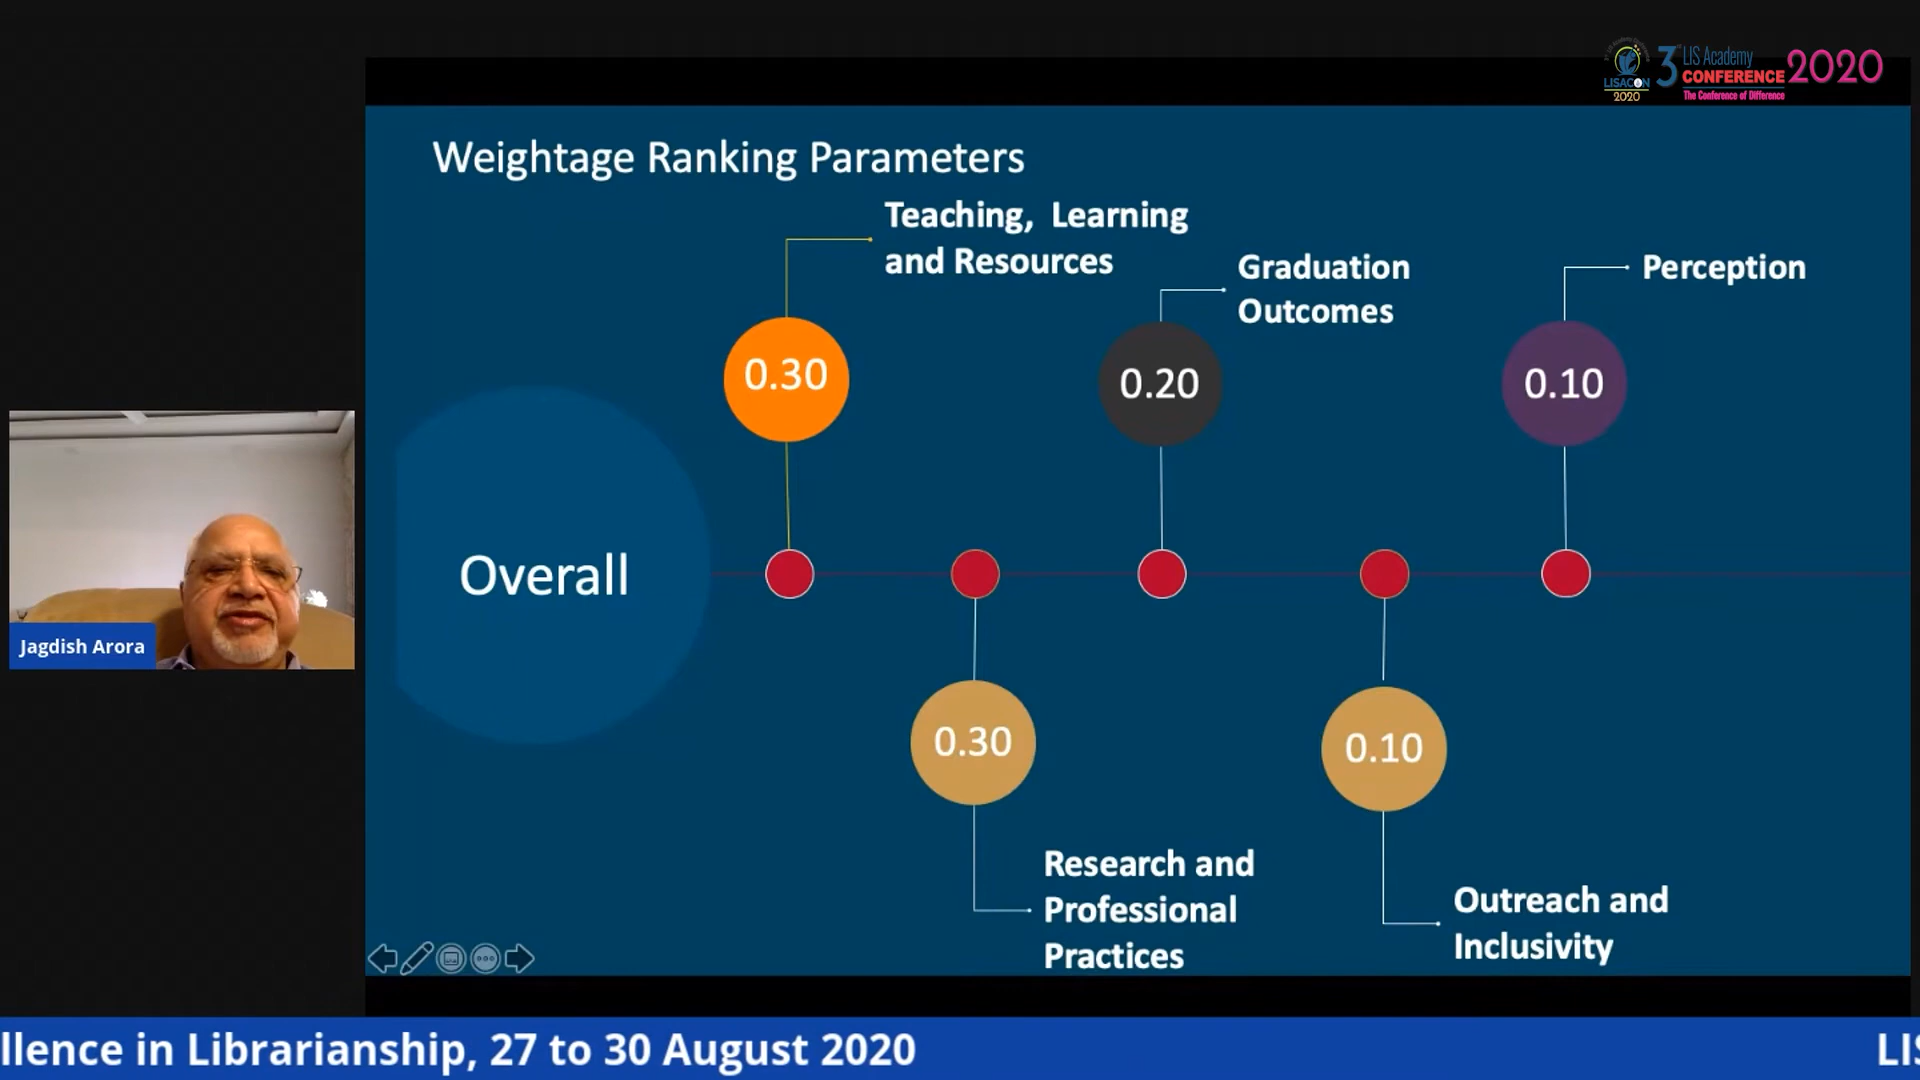 LISACON
2020
3rd LIS Academy
CONFERENCE 2020
The Conference of Difference
Weightage Ranking Parameters
Teaching, Learning
and Resources
Graduation
Outcomes
Perception
0.30
0.20
0.10
Overall
Jagdish Arora
0.30
0.10
Research and
Professional
Practices
Outreach and
Inclusivity
llence in Librarianship, 27 to 30 August 2020
LIS